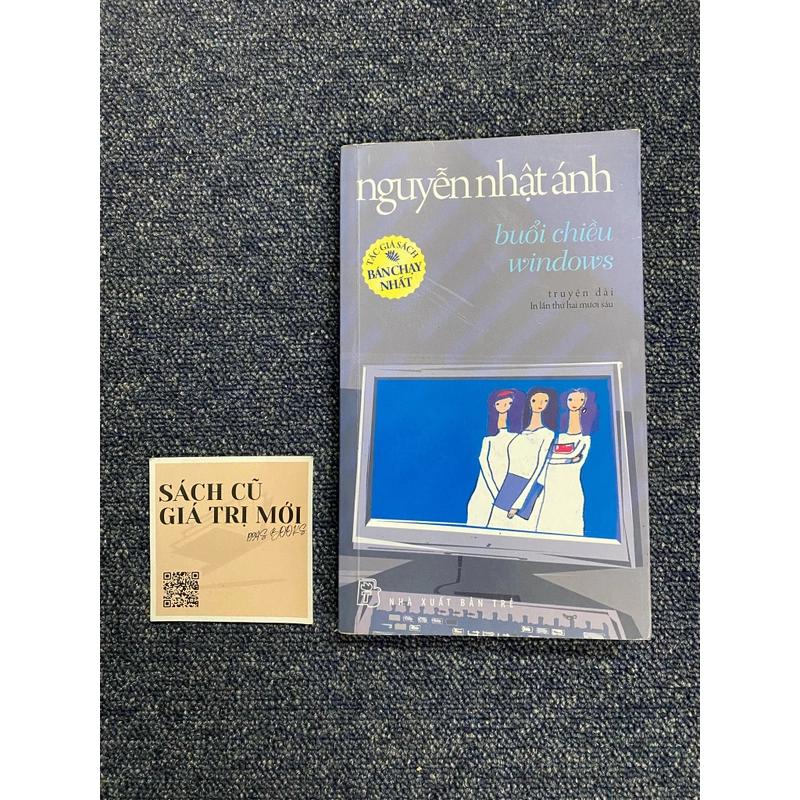 nguyễn nhật ánh
buổi chiều
windows
TÁC GIẢ SÁCH
BÁN CHẠY
NHẤT
truyện dài
In lần thứ hai mươi sáu
SÁCH CŨ
GIÁ TRỊ MỚI
BOOKS
NHÀ XUẤT BẢN TRẺ